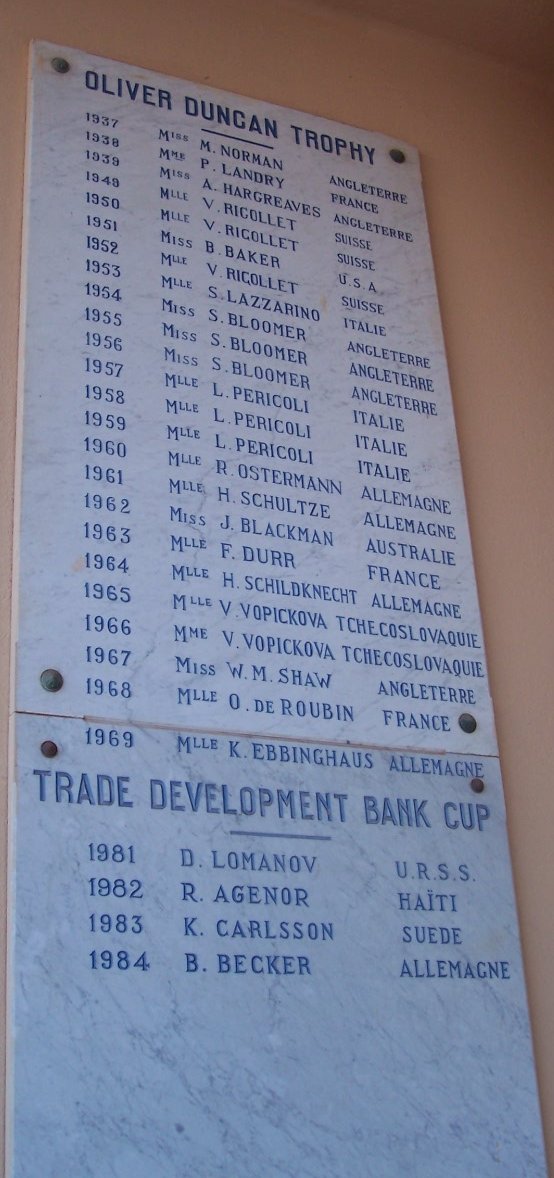 OLIVER DUNCAN TROPHY
1937 MISS M. NORMAN ANGLETERRE
1938 MME P. LANDRY FRANCE
1939 MISS A. HARGREAVES ANGLETERRE
1949 MLLE V. RIGOLLET SUISSE
1950 MLLE V. RIGOLLET SUISSE
1951 MISS B. BAKER U.S.A.
1952 MLLE V. RIGOLLET SUISSE
1953 MLLE S. LAZZARINO ITALIE
1954 MISS S. BLOOMER ANGLETERRE
1955 MISS S. BLOOMER ANGLETERRE
1956 MISS S. BLOOMER ANGLETERRE
1957 MLLE L. PERICOLI ITALIE
1958 MLLE L. PERICOLI ITALIE
1959 MLLE L. PERICOLI ITALIE
1960 MLLE R. OSTERMANN ALLEMAGNE
1961 MLLE H. SCHULTZE ALLEMAGNE
1962 MISS J. BLACKMAN AUSTRALIE
1963 MLLE F. DURR FRANCE
1964 MLLE H. SCHILDKNECHT ALLEMAGNE
1965 MLLE V. VOPICKOVA TCHECOSLOVAQUIE
1966 MME V. VOPICKOVA TCHECOSLOVAQUIE
1967 MISS W. M. SHAW ANGLETERRE
1968 MLLE O. DE ROUBIN FRANCE
1969 MLLE K. EBBINGHAUS ALLEMAGNE
TRADE DEVELOPMENT BANK CUP
1981 D. LOMANOV U.R.S.S.
1982 R. AGENOR HAÏTI
1983 K. CARLSSON SUEDE
1984 B. BECKER ALLEMAGNE